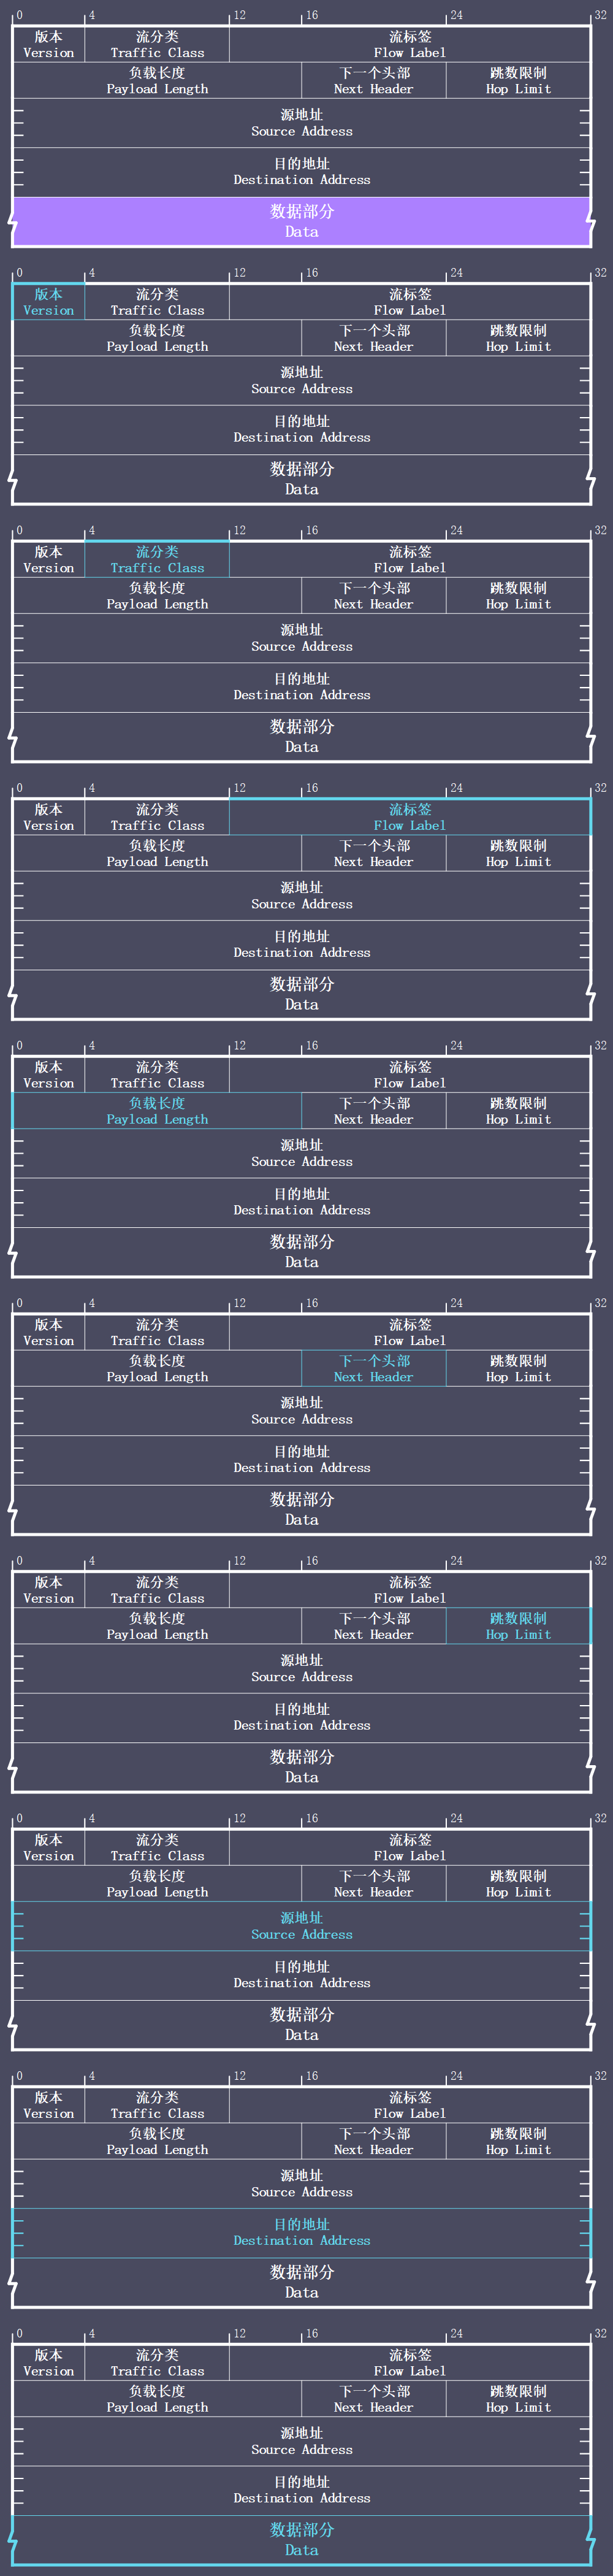 0 4 12 16 24 32
版本 流分类 流标签
Version Traffic Class Flow Label
负载长度 下一个头部 跳数限制
Payload Length Next Header Hop Limit
源地址
Source Address
目的地址
Destination Address
数据部分
Data
0 4 12 16 24 32
版本 流分类 流标签
Version Traffic Class Flow Label
负载长度 下一个头部 跳数限制
Payload Length Next Header Hop Limit
源地址
Source Address
目的地址
Destination Address
数据部分
Data
0 4 12 16 24 32
版本 流分类 流标签
Version Traffic Class Flow Label
负载长度 下一个头部 跳数限制
Payload Length Next Header Hop Limit
源地址
Source Address
目的地址
Destination Address
数据部分
Data
0 4 12 16 24 32
版本 流分类 流标签
Version Traffic Class Flow Label
负载长度 下一个头部 跳数限制
Payload Length Next Header Hop Limit
源地址
Source Address
目的地址
Destination Address
数据部分
Data
0 4 12 16 24 32
版本 流分类 流标签
Version Traffic Class Flow Label
负载长度 下一个头部 跳数限制
Payload Length Next Header Hop Limit
源地址
Source Address
目的地址
Destination Address
数据部分
Data
0 4 12 16 24 32
版本 流分类 流标签
Version Traffic Class Flow Label
负载长度 下一个头部 跳数限制
Payload Length Next Header Hop Limit
源地址
Source Address
目的地址
Destination Address
数据部分
Data
0 4 12 16 24 32
版本 流分类 流标签
Version Traffic Class Flow Label
负载长度 下一个头部 跳数限制
Payload Length Next Header Hop Limit
源地址
Source Address
目的地址
Destination Address
数据部分
Data
0 4 12 16 24 32
版本 流分类 流标签
Version Traffic Class Flow Label
负载长度 下一个头部 跳数限制
Payload Length Next Header Hop Limit
源地址
Source Address
目的地址
Destination Address
数据部分
Data
0 4 12 16 24 32
版本 流分类 流标签
Version Traffic Class Flow Label
负载长度 下一个头部 跳数限制
Payload Length Next Header Hop Limit
源地址
Source Address
目的地址
Destination Address
数据部分
Data
0 4 12 16 24 32
版本 流分类 流标签
Version Traffic Class Flow Label
负载长度 下一个头部 跳数限制
Payload Length Next Header Hop Limit
源地址
Source Address
目的地址
Destination Address
数据部分
Data